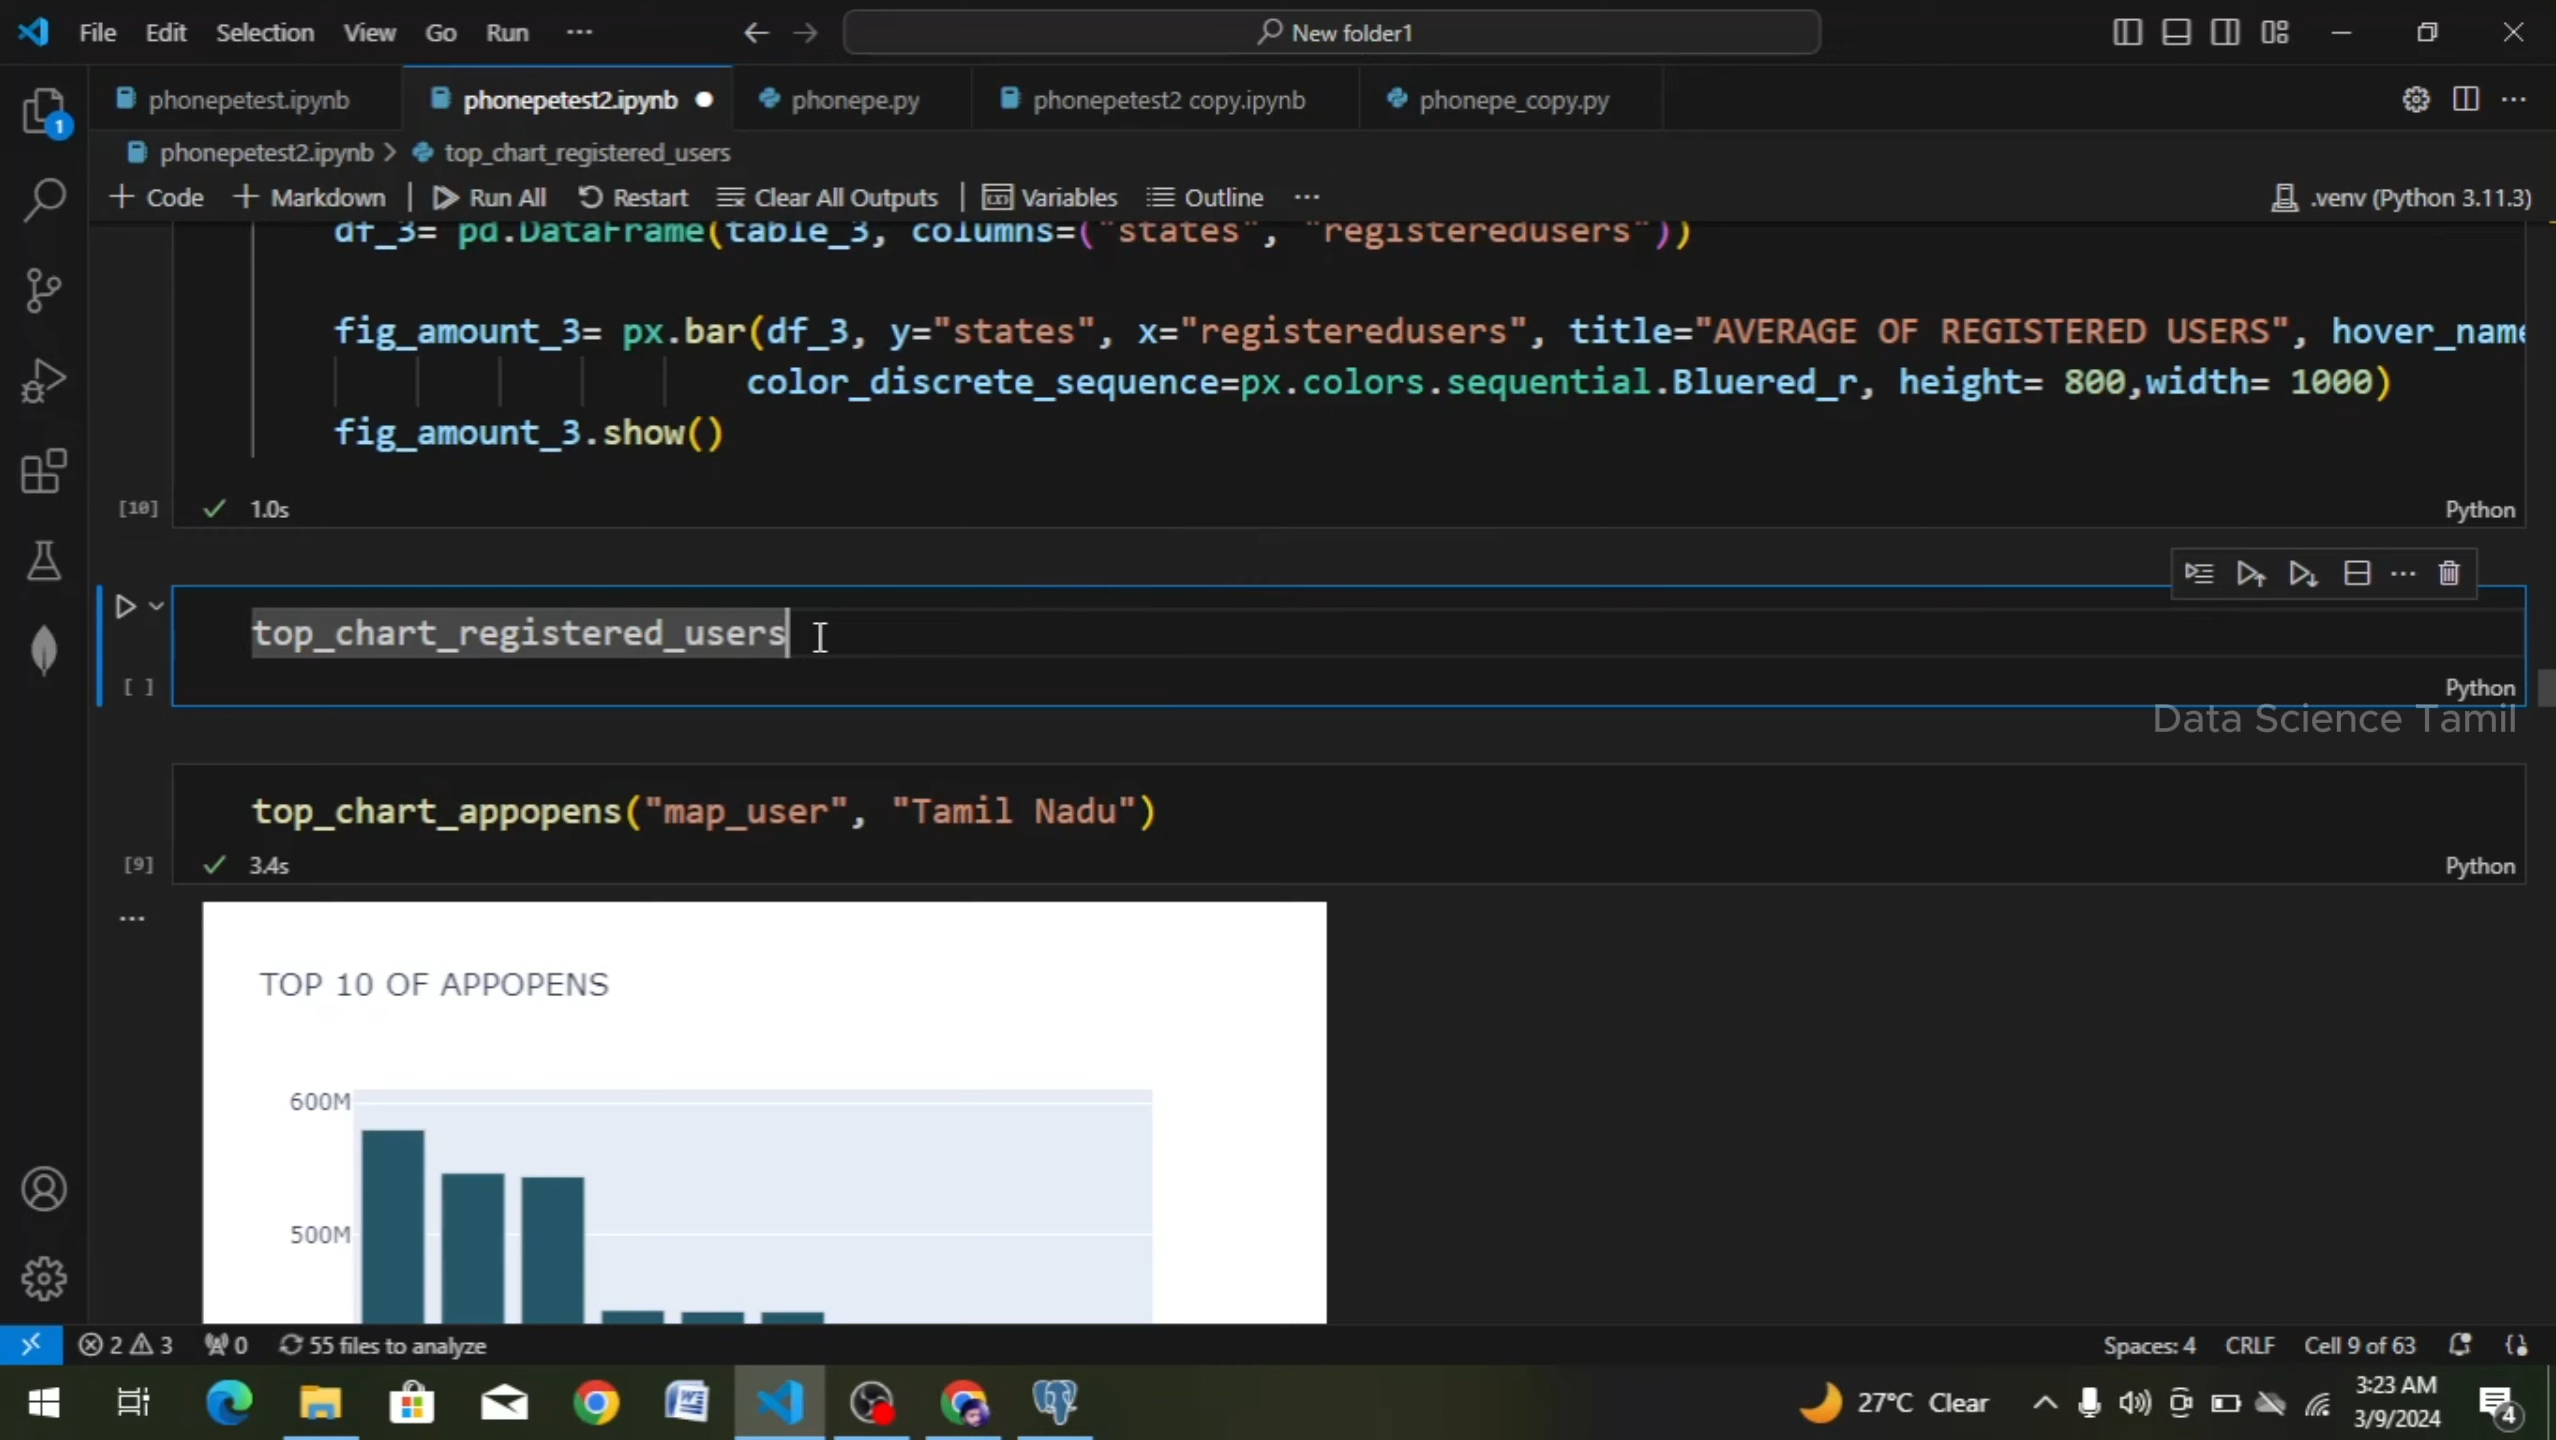 File Edit Selection View Go Run ··· New folder1
phonepetest.ipynb phonepetest2.ipynb phonepe.py phonepetest2 copy.ipynb phonepe_copy.py
phonepetest2.ipynb > top_chart_registered_users
+ Code + Markdown | Run All Restart Clear All Outputs | Variables Outline ··· .venv (Python 3.11.3)
df_3= pd.DataFrame(table_3, columns=("states", "registeredusers"))
fig_amount_3= px.bar(df_3, y="states", x="registeredusers", title="AVERAGE OF REGISTERED USERS", hover_name
color_discrete_sequence=px.colors.sequential.Bluered_r, height= 800,width= 1000)
fig_amount_3.show()
[10] 1.0s Python
top_chart_registered_users
[ ] Python
Data Science Tamil
top_chart_appopens("map_user", "Tamil Nadu")
[9] 3.4s Python
TOP 10 OF APPOPENS
600M
500M
2 3 0 55 files to analyze Spaces: 4 CRLF Cell 9 of 63
27°C Clear 3:23 AM
3/9/2024
4
1